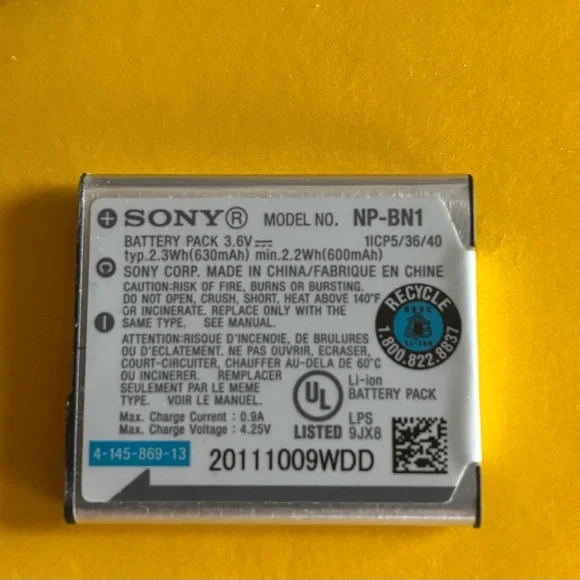 + SONY® MODEL NO. NP-BN1
BATTERY PACK 3.6V⎓ 1ICP5/36/40
typ.2.3Wh(630mAh) min.2.2Wh(600mAh)
C SONY CORP. MADE IN CHINA/FABRIQUE EN CHINE
CAUTION:RISK OF FIRE, BURNS OR BURSTING.
DO NOT OPEN, CRUSH, SHORT, HEAT ABOVE 140°F
OR INCINERATE. REPLACE ONLY WITH THE
SAME TYPE. SEE MANUAL.
ATTENTION:RISQUE D'INCENDIE, DE BRULURES
OU D'ECLATEMENT. NE PAS OUVRIR, ECRASER,
COURT-CIRCUITER, CHAUFFER AU-DELA DE 60°C
OU INCINERER. REMPLACER
SEULEMENT PAR LE MEME
TYPE. VOIR LE MANUEL.
Max. Charge Current : 0.9A
Max. Charge Voltage : 4.25V
RECYCLE
RBRC
Li-ion
1.800.822.8837
UL
LISTED
Li-ion
BATTERY PACK
LPS
9JX8
4-145-869-13
20111009WDD